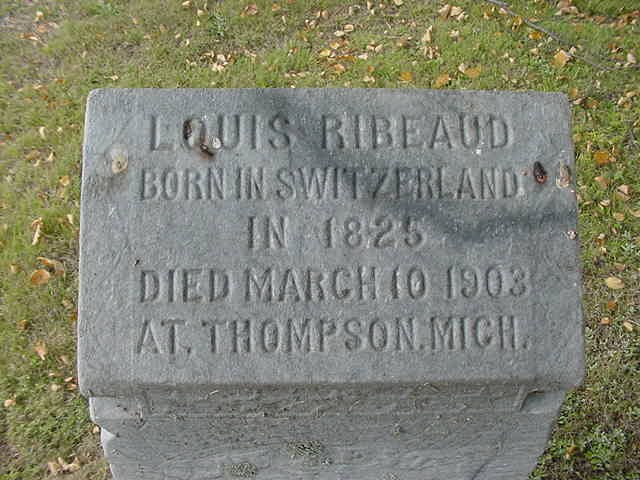 LOUIS RIBEAUD
BORN IN SWITZERLAND
IN 1825
DIED MARCH 10 1903
AT. THOMPSON. MICH.